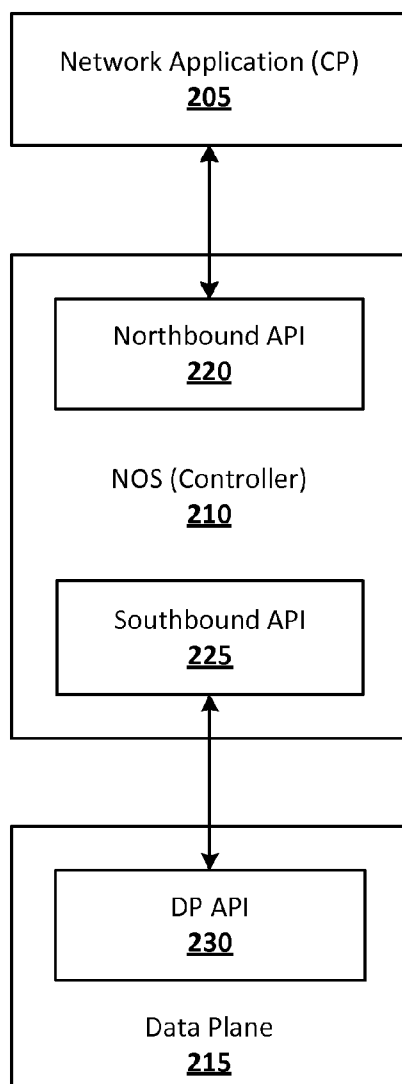 Network Application (CP)
205
Northbound API
220
NOS (Controller)
210
Southbound API
225
DP API
230
Data Plane
215